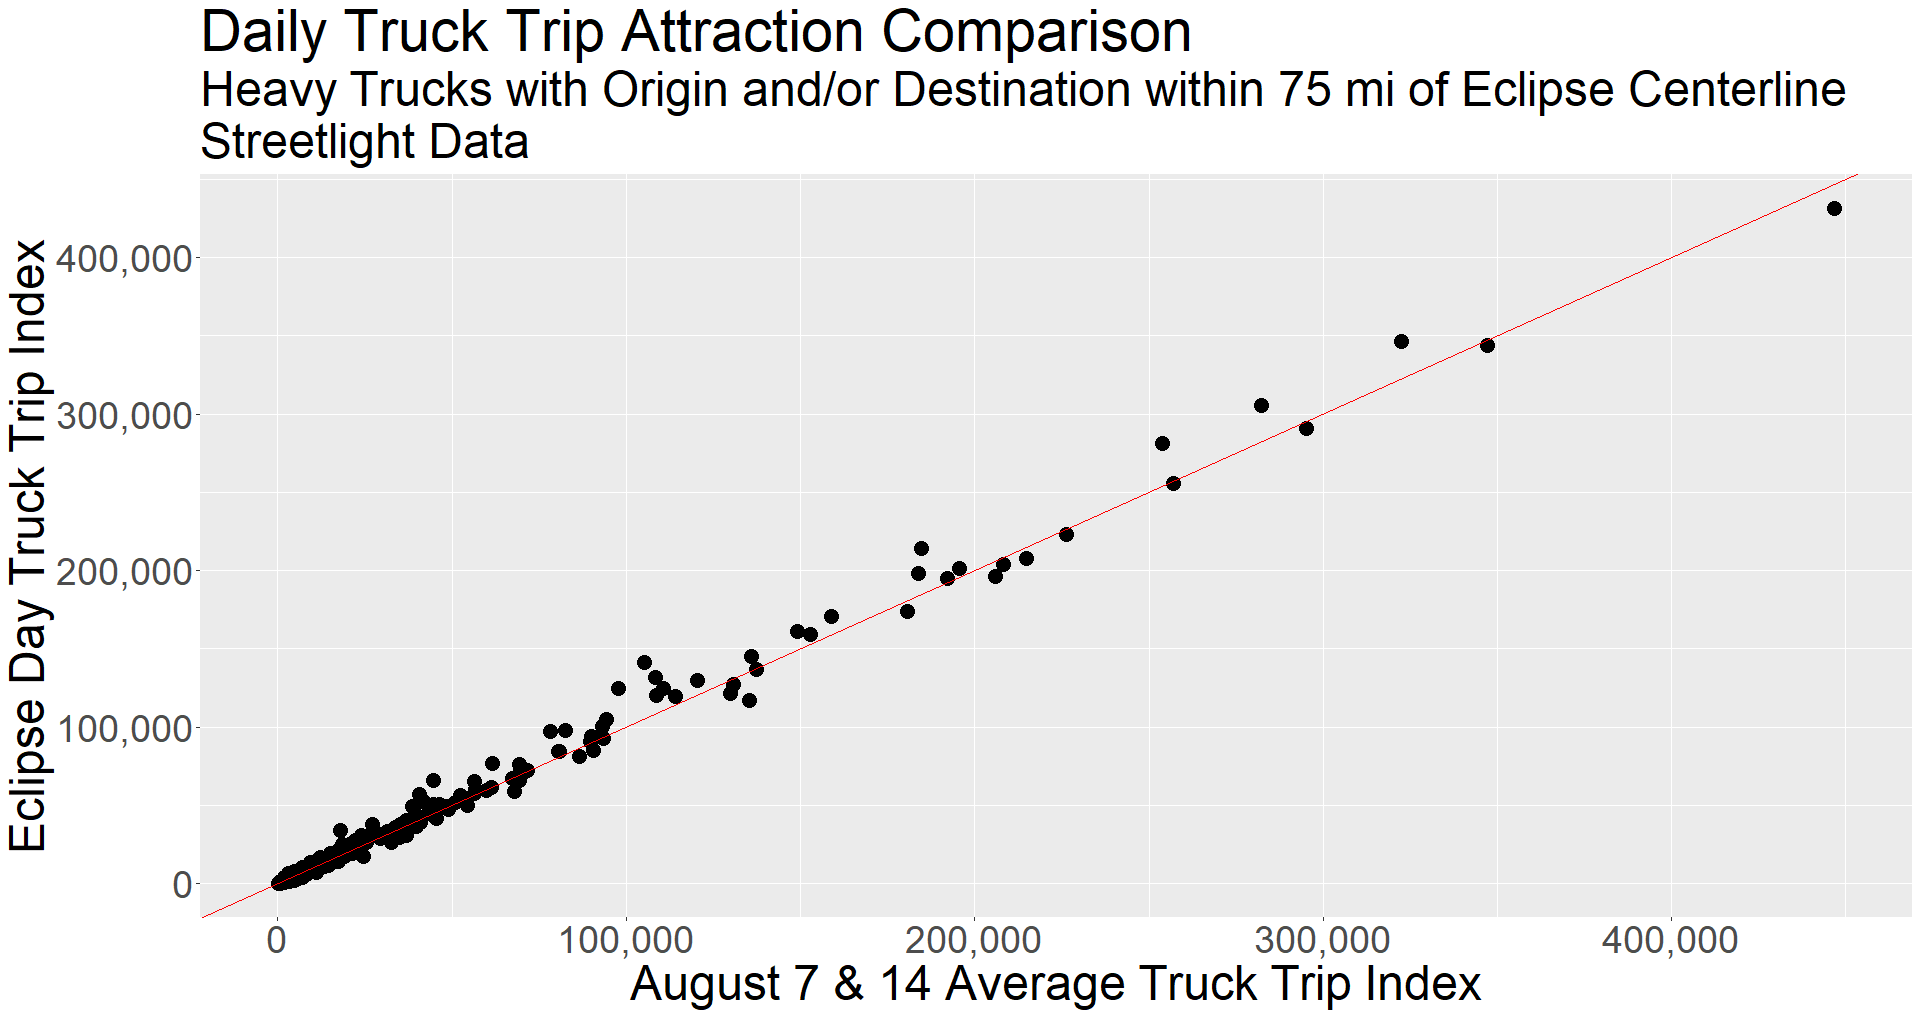 Daily Truck Trip Attraction Comparison
Heavy Trucks with Origin and/or Destination within 75 mi of Eclipse Centerline
Streetlight Data
Eclipse Day Truck Trip Index
400,000
300,000
200,000
100,000
0
0 100,000 200,000 300,000 400,000
August 7 & 14 Average Truck Trip Index